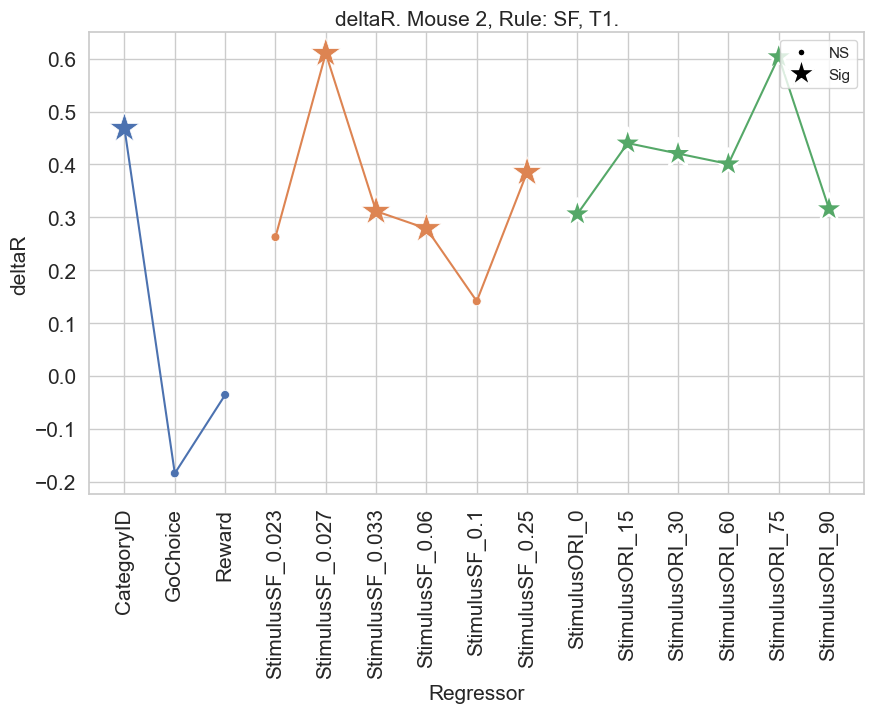 deltaR. Mouse 2, Rule: SF, T1.
NS
Sig
deltaR
0.6
0.5
0.4
0.3
0.2
0.1
0.0
−0.1
−0.2
CategoryID
GoChoice
Reward
StimulusSF_0.023
StimulusSF_0.027
StimulusSF_0.033
StimulusSF_0.06
StimulusSF_0.1
StimulusSF_0.25
StimulusORI_0
StimulusORI_15
StimulusORI_30
StimulusORI_60
StimulusORI_75
StimulusORI_90
Regressor